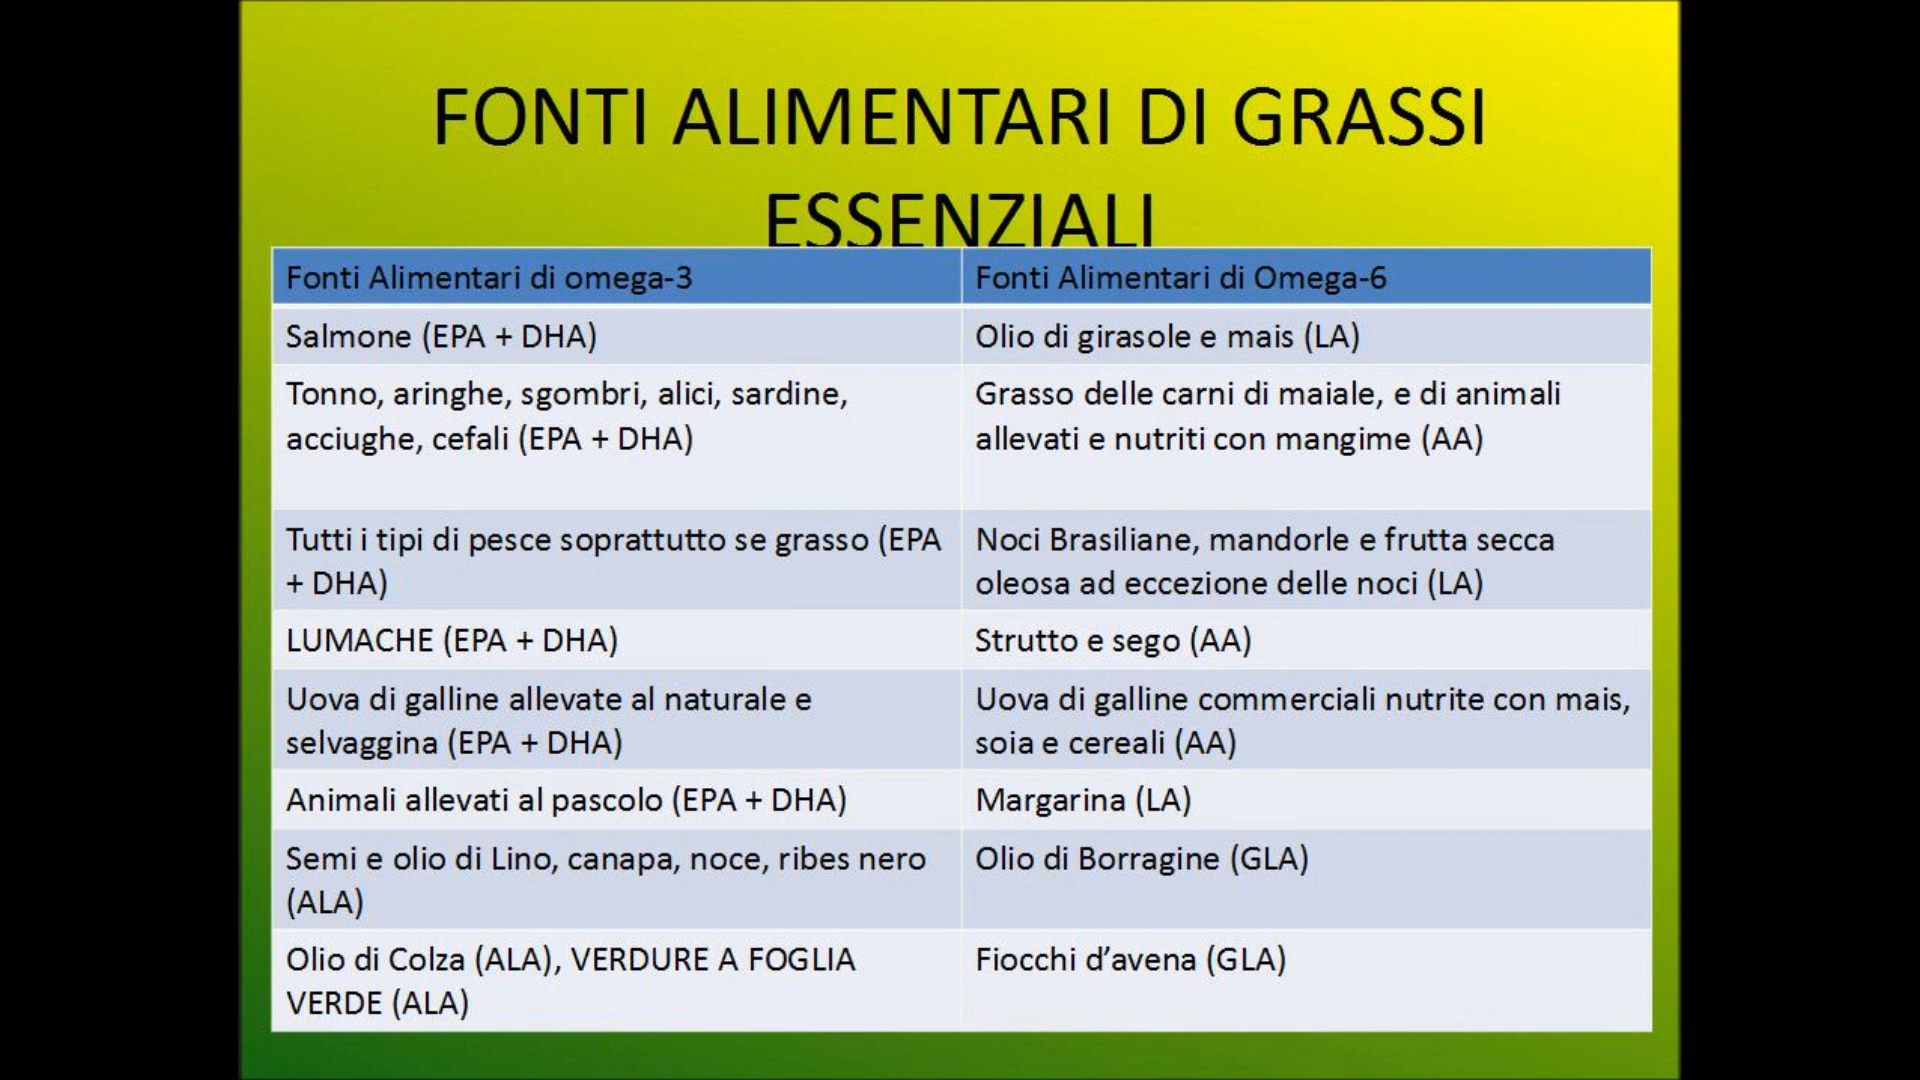 FONTI ALIMENTARI DI GRASSI
ESSENZIALI
Fonti Alimentari di omega-3
Fonti Alimentari di Omega-6
Salmone (EPA + DHA)
Olio di girasole e mais (LA)
Tonno, aringhe, sgombri, alici, sardine,
acciughe, cefali (EPA + DHA)
Grasso delle carni di maiale, e di animali
allevati e nutriti con mangime (AA)
Tutti i tipi di pesce soprattutto se grasso (EPA
+ DHA)
Noci Brasiliane, mandorle e frutta secca
oleosa ad eccezione delle noci (LA)
LUMACHE (EPA + DHA)
Strutto e sego (AA)
Uova di galline allevate al naturale e
selvaggina (EPA + DHA)
Uova di galline commerciali nutrite con mais,
soia e cereali (AA)
Animali allevati al pascolo (EPA + DHA)
Margarina (LA)
Semi e olio di Lino, canapa, noce, ribes nero
(ALA)
Olio di Borragine (GLA)
Olio di Colza (ALA), VERDURE A FOGLIA
VERDE (ALA)
Fiocchi d’avena (GLA)